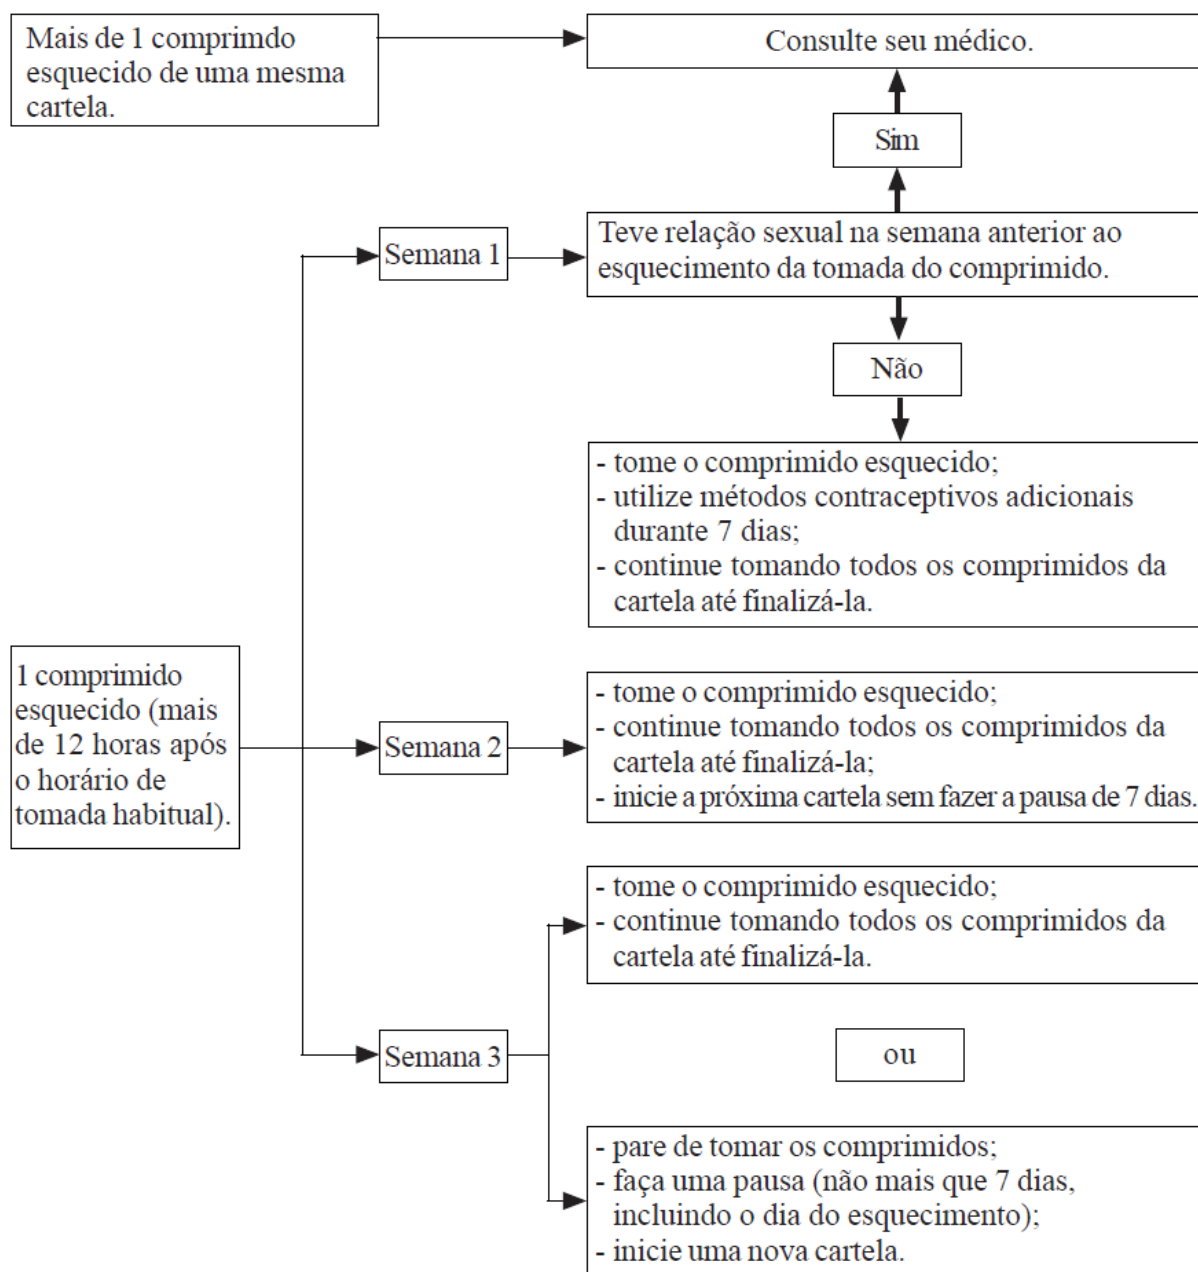 Mais de 1 comprimdo
esquecido de uma mesma
cartela.
Consulte seu médico.
Sim
Semana 1
Teve relação sexual na semana anterior ao
esquecimento da tomada do comprimido.
Não
- tome o comprimido esquecido;
- utilize métodos contraceptivos adicionais
durante 7 dias;
- continue tomando todos os comprimidos da
cartela até finalizá-la.
1 comprimido
esquecido (mais
de 12 horas após
o horário de
tomada habitual).
Semana 2
- tome o comprimido esquecido;
- continue tomando todos os comprimidos da
cartela até finalizá-la;
- inicie a próxima cartela sem fazer a pausa de 7 dias.
- tome o comprimido esquecido;
- continue tomando todos os comprimidos da
cartela até finalizá-la.
Semana 3
ou
- pare de tomar os comprimidos;
- faça uma pausa (não mais que 7 dias,
incluindo o dia do esquecimento);
- inicie uma nova cartela.